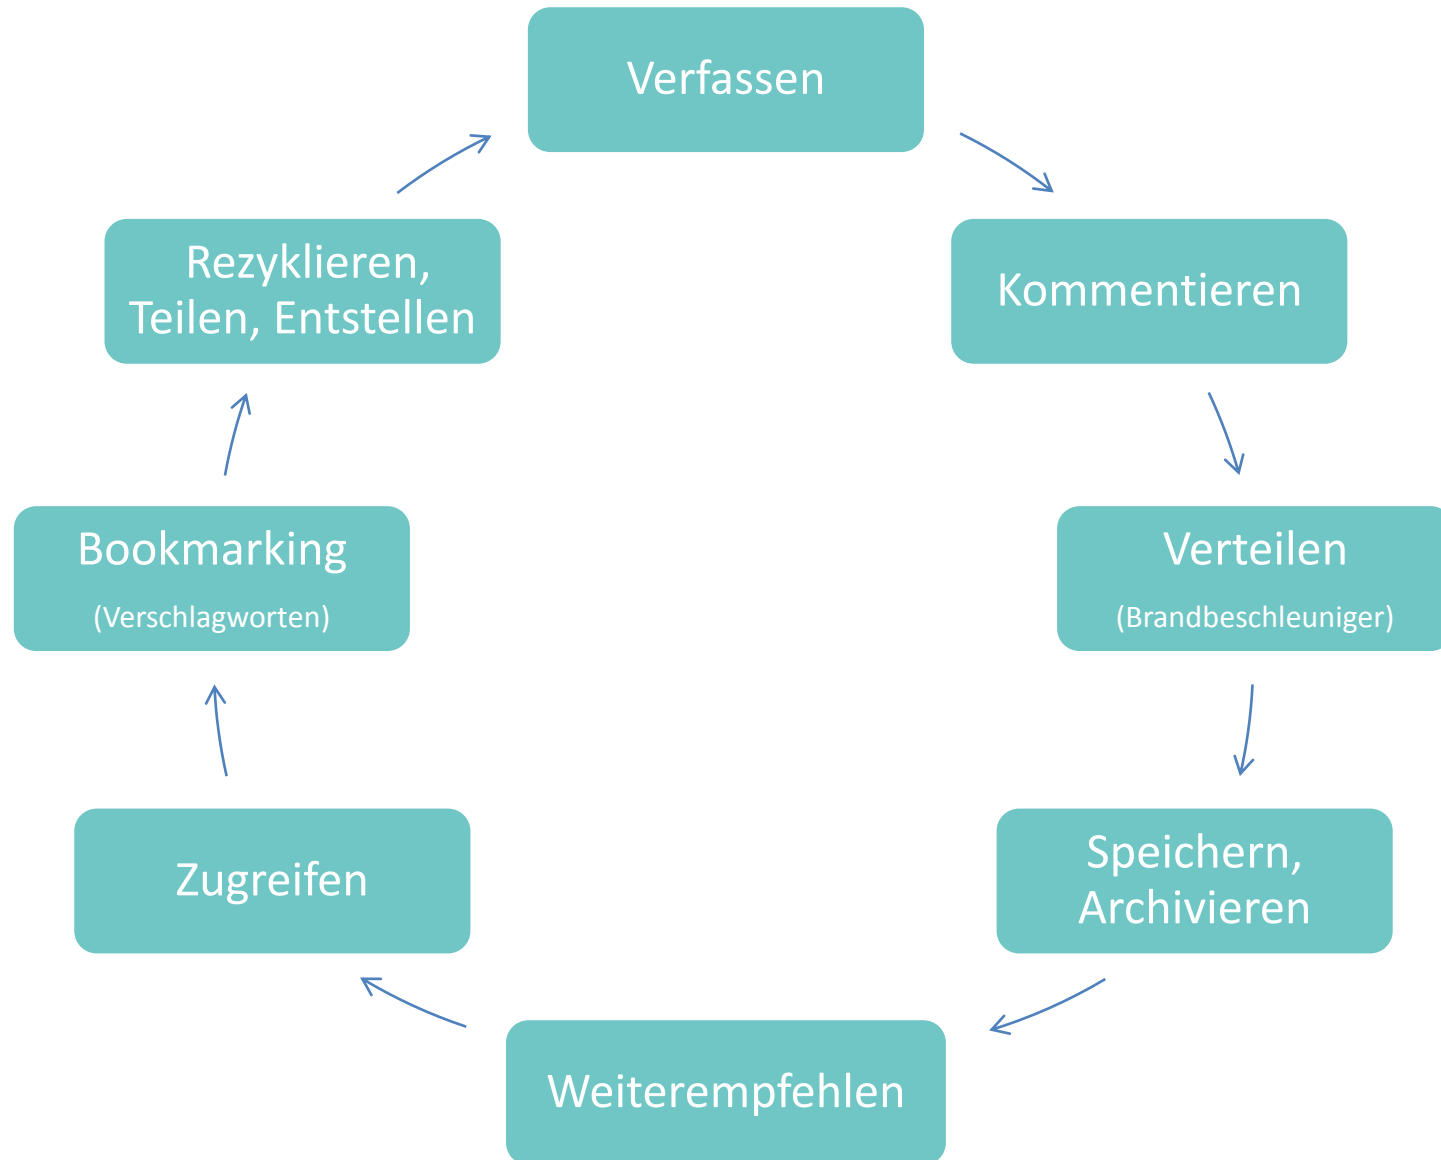 Verfassen
Kommentieren
Verteilen
(Brandbeschleuniger)
Speichern,
Archivieren
Weiterempfehlen
Zugreifen
Bookmarking
(Verschlagworten)
Rezyklieren,
Teilen, Entstellen